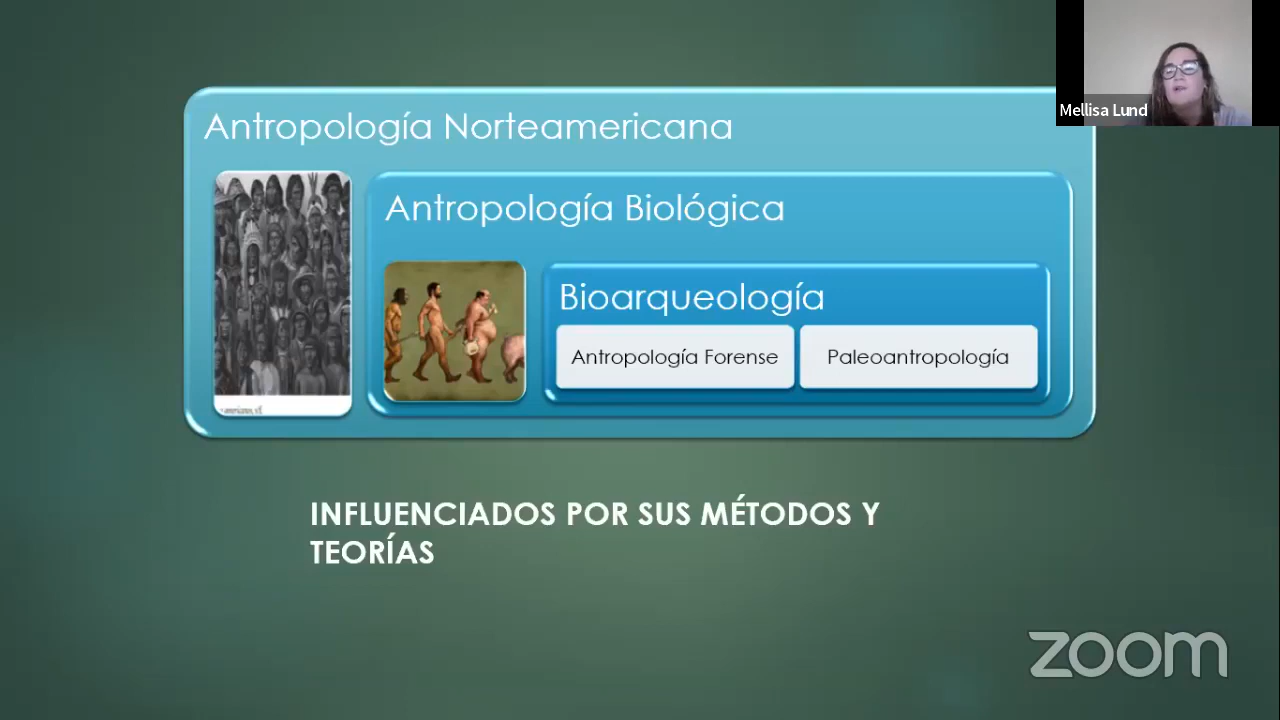 Mellisa Lund
Antropología Norteamericana
Antropología Biológica
Bioarqueología
Antropología Forense
Paleoantropología
INFLUENCIADOS POR SUS MÉTODOS Y
TEORÍAS
zoom